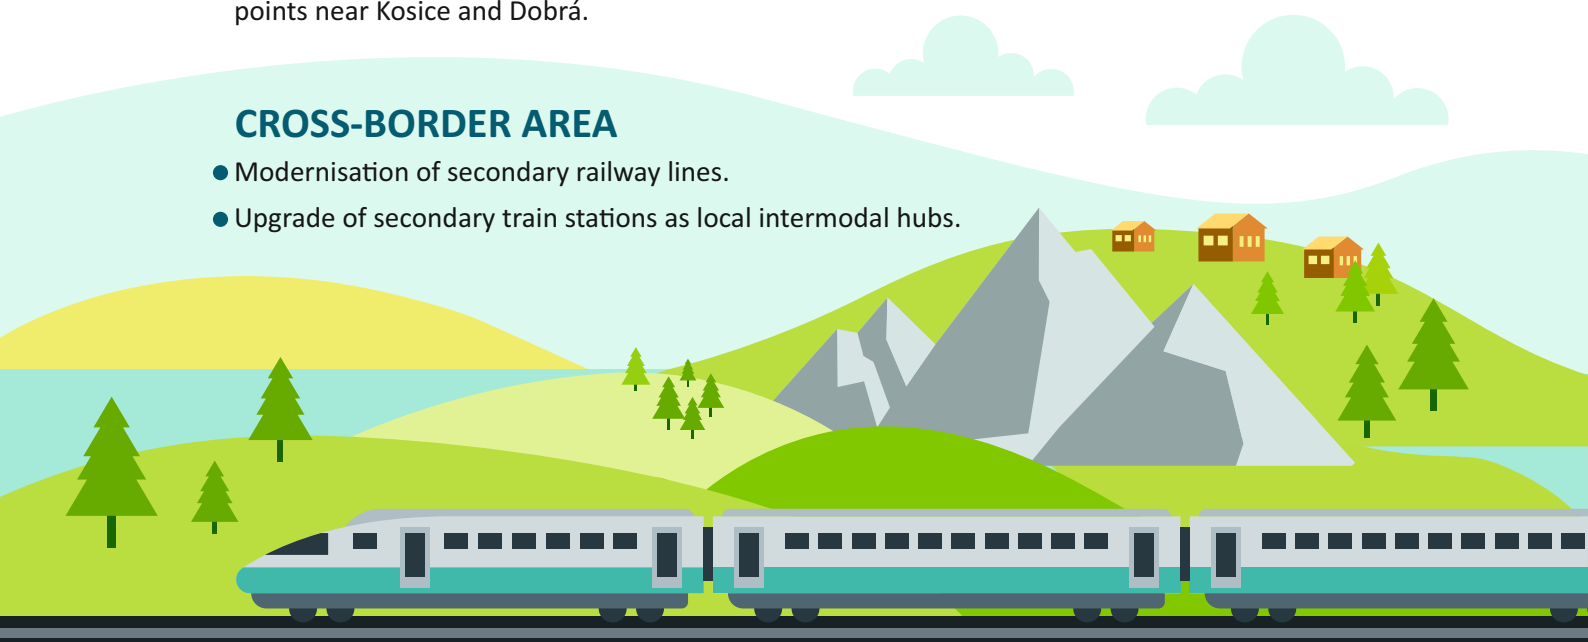 points near Kosice and Dobrá.
CROSS-BORDER AREA
Modernisation of secondary railway lines.
Upgrade of secondary train stations as local intermodal hubs.